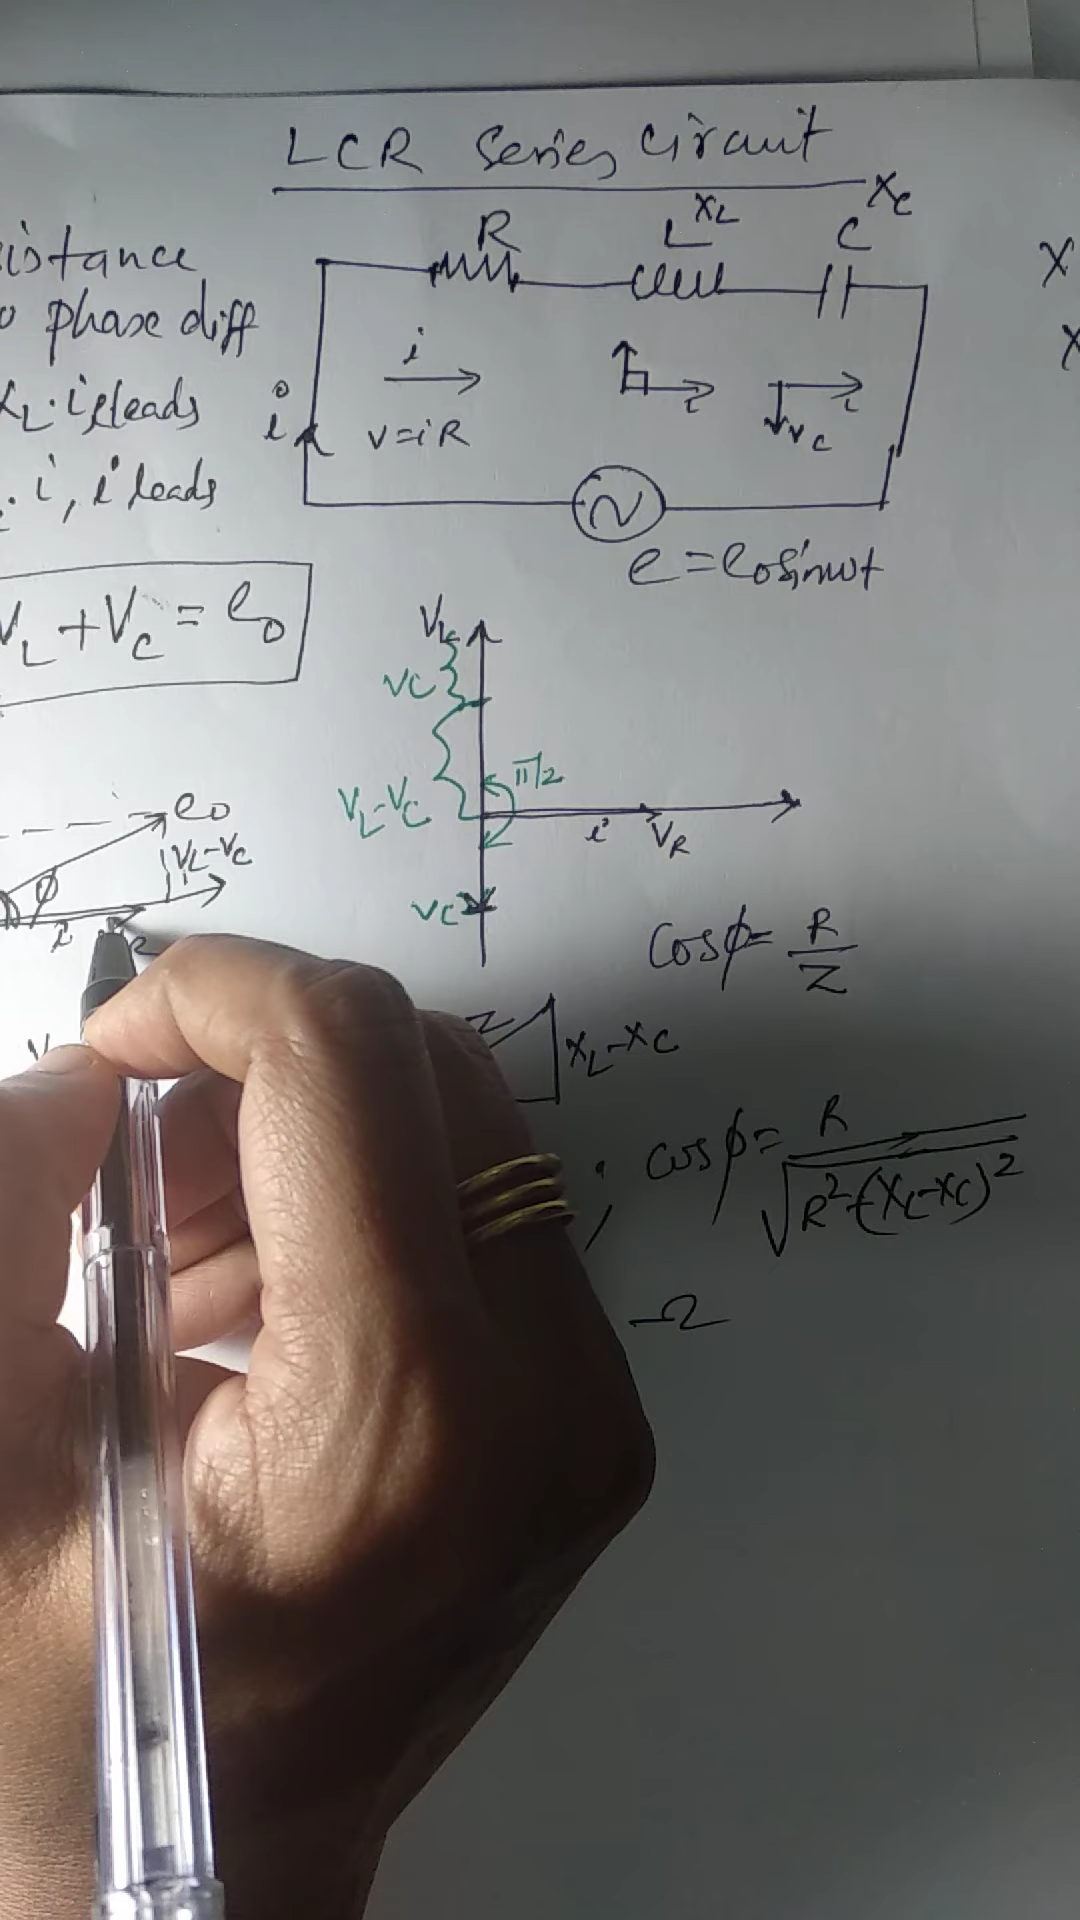 LCR Series Circuit
R L XL C XC
istance
phase diff
i
XL. i leads
i
V=iR
i
i
VC
. i, i leads
e=e0 sinωt
VL+VC=e0
VL
VC
π/2
VL-VC
i VR
VC
e0
VL-VC
φ
i
cosφ= R/Z
Z
XL-XC
; cosφ= R/√R²+(XL-XC)²
Ω
X
X